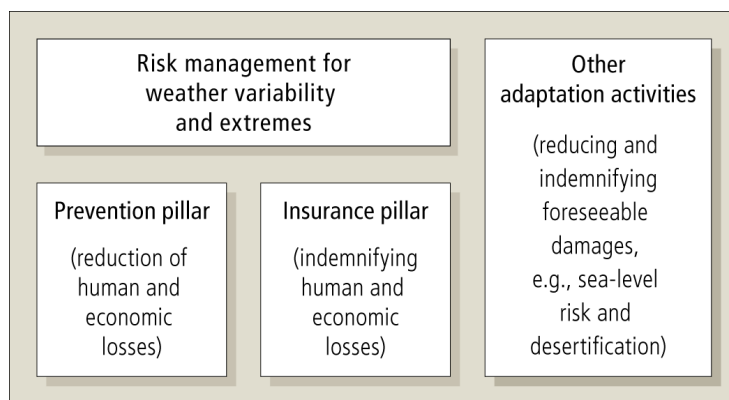 Risk management for
weather variability
and extremes
Other
adaptation activities
(reducing and
indemnifying
foreseeable
damages,
e.g., sea-level
risk and
desertification)
Prevention pillar
(reduction of
human and
economic
losses)
Insurance pillar
(indemnifying
human and
economic
losses)